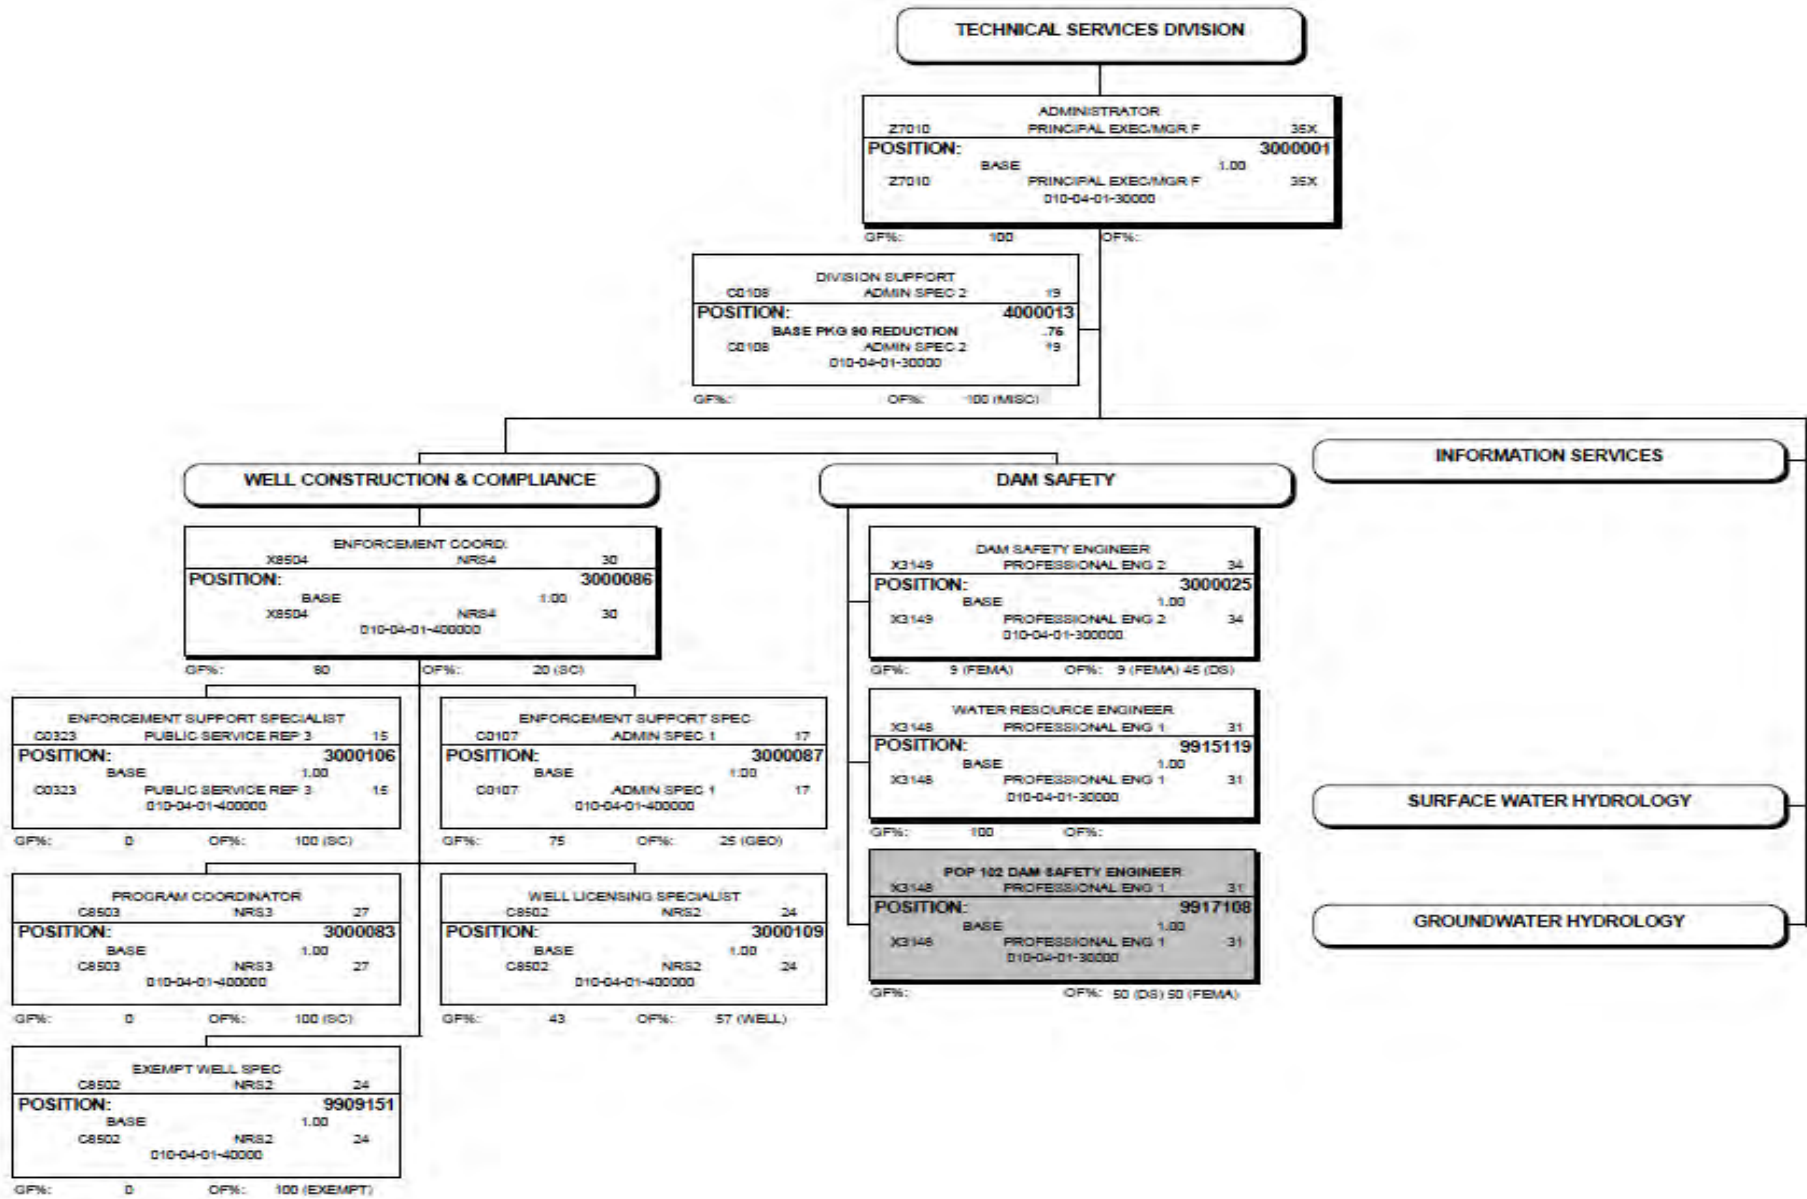 TECHNICAL SERVICES DIVISION
ADMINISTRATOR
Z7010 PRINCIPAL EXEC/MGR F 35X
POSITION: 3000001
BASE 1.00
Z7010 PRINCIPAL EXEC/MGR F 35X
010-04-01-30000
GF%: 100 OF%:
DIVISION SUPPORT
C0108 ADMIN SPEC 2 19
POSITION: 4000013
BASE PKG 90 REDUCTION .76
C0108 ADMIN SPEC 2 19
010-04-01-30000
GF%: OF%: 100 (MISC)
WELL CONSTRUCTION & COMPLIANCE
ENFORCEMENT COORD.
X8504 NRS4 30
POSITION: 3000086
BASE 1.00
X8504 NRS4 30
010-04-01-400000
GF%: 80 OF%: 20 (SC)
ENFORCEMENT SUPPORT SPECIALIST
C0323 PUBLIC SERVICE REP 3 15
POSITION: 3000106
BASE 1.00
C0323 PUBLIC SERVICE REP 3 15
010-04-01-400000
GF%: 0 OF%: 100 (SC)
ENFORCEMENT SUPPORT SPEC
C0107 ADMIN SPEC 1 17
POSITION: 3000087
BASE 1.00
C0107 ADMIN SPEC 1 17
010-04-01-400000
GF%: 75 OF%: 25 (GEO)
PROGRAM COORDINATOR
C8503 NRS3 27
POSITION: 3000083
BASE 1.00
C8503 NRS3 27
010-04-01-400000
GF%: 0 OF%: 100 (SC)
WELL LICENSING SPECIALIST
C8502 NRS2 24
POSITION: 3000109
BASE 1.00
C8502 NRS2 24
010-04-01-400000
GF%: 43 OF%: 57 (WELL)
EXEMPT WELL SPEC
C8502 NRS2 24
POSITION: 9909151
BASE 1.00
C8502 NRS2 24
010-04-01-40000
GF%: 0 OF%: 100 (EXEMPT)
DAM SAFETY
DAM SAFETY ENGINEER
X3149 PROFESSIONAL ENG 2 34
POSITION: 3000025
BASE 1.00
X3149 PROFESSIONAL ENG 2 34
010-04-01-300000
GF%: 9 (FEMA) OF%: 9 (FEMA) 45 (DS)
WATER RESOURCE ENGINEER
X3148 PROFESSIONAL ENG 1 31
POSITION: 9915119
BASE 1.00
X3148 PROFESSIONAL ENG 1 31
010-04-01-30000
GF%: 100 OF%:
POP 102 DAM SAFETY ENGINEER
X3148 PROFESSIONAL ENG 1 31
POSITION: 9917108
BASE 1.00
X3148 PROFESSIONAL ENG 1 31
010-04-01-30000
GF%: OF%: 50 (DS) 50 (FEMA)
INFORMATION SERVICES
SURFACE WATER HYDROLOGY
GROUNDWATER HYDROLOGY